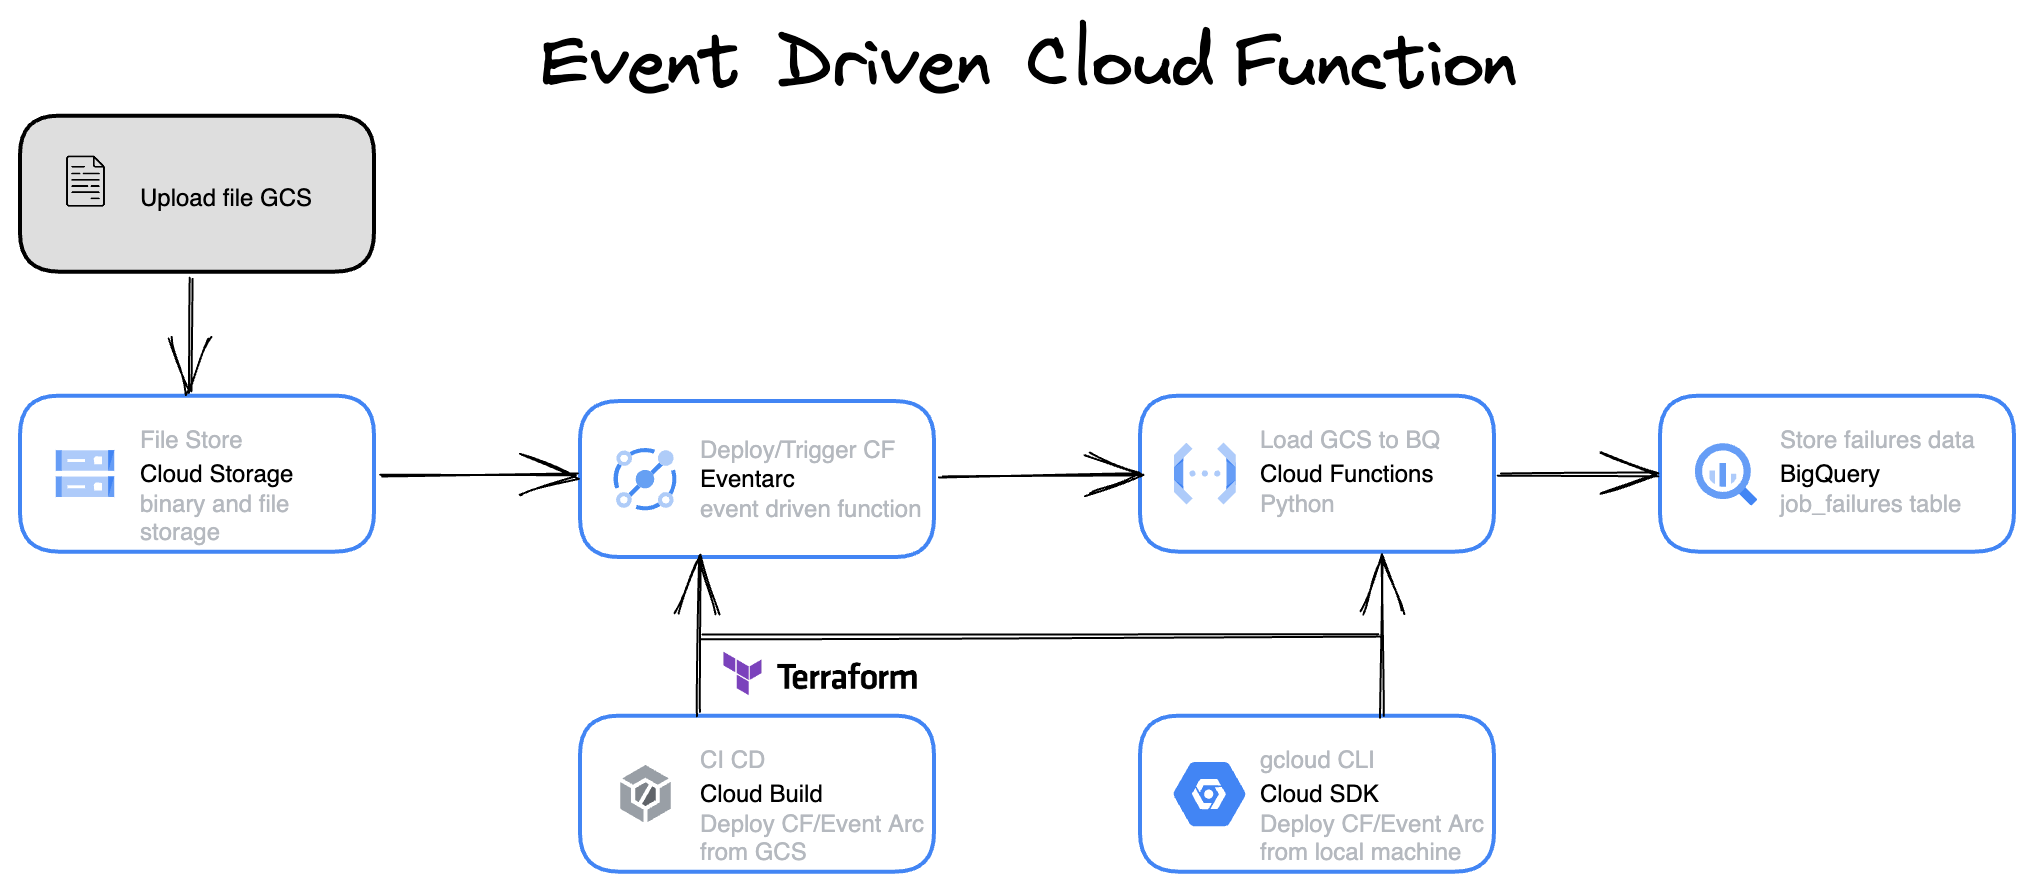 Event Driven Cloud Function
Upload file GCS
File Store
Cloud Storage
binary and file
storage
Deploy/Trigger CF
Eventarc
event driven function
Load GCS to BQ
Cloud Functions
Python
Store failures data
BigQuery
job_failures table
Terraform
CI CD
Cloud Build
Deploy CF/Event Arc
from GCS
gcloud CLI
Cloud SDK
Deploy CF/Event Arc
from local machine